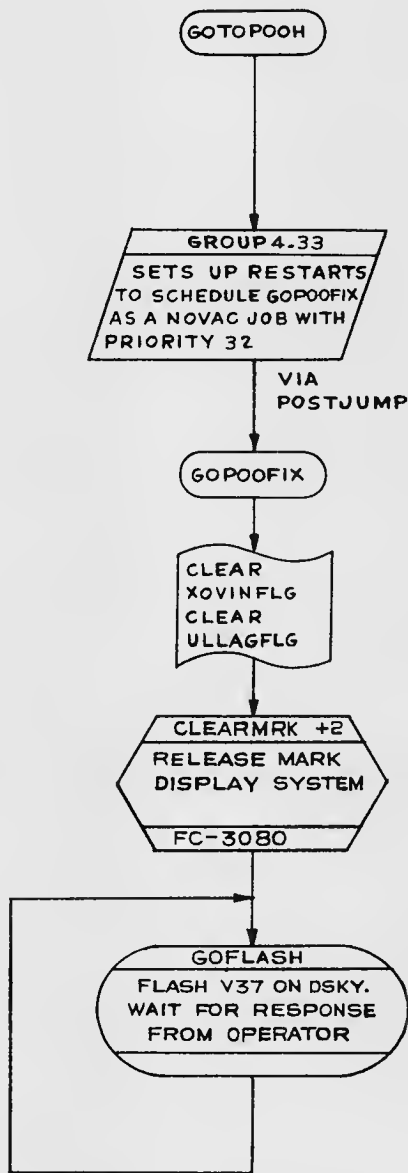 GOTOPOOH
GROUP 4.33
SETS UP RESTARTS
TO SCHEDULE GOPOOFIX
AS A NOVAC JOB WITH
PRIORITY 32
VIA
POSTJUMP
GOPOOFIX
CLEAR
XOVINFLG
CLEAR
ULLAGFLG
CLEARMRK +2
RELEASE MARK
DISPLAY SYSTEM
FC-3080
GOFLASH
FLASH V37 ON DSKY.
WAIT FOR RESPONSE
FROM OPERATOR